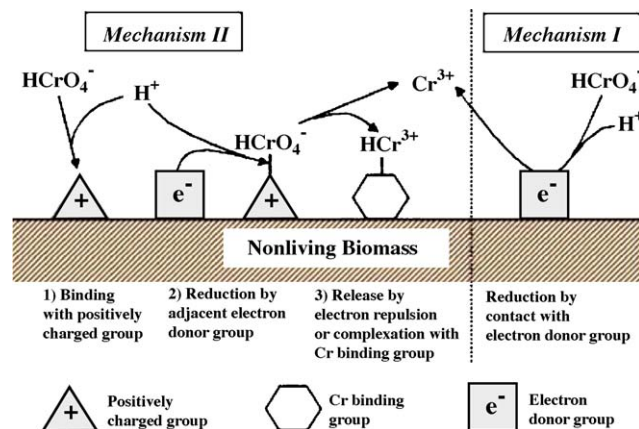 Mechanism II
Mechanism I
HCrO₄⁻
H⁺
HCrO₄⁻
Cr³⁺
HCr³⁺
HCrO₄⁻
H⁺
+
e⁻
+
e⁻
Nonliving Biomass
1) Binding
with positively
charged group
2) Reduction by
adjacent electron
donor group
3) Release by
electron repulsion
or complexation with
Cr binding group
Reduction by
contact with
electron donor group
+
Positively
charged group
Cr binding
group
e⁻
Electron
donor group